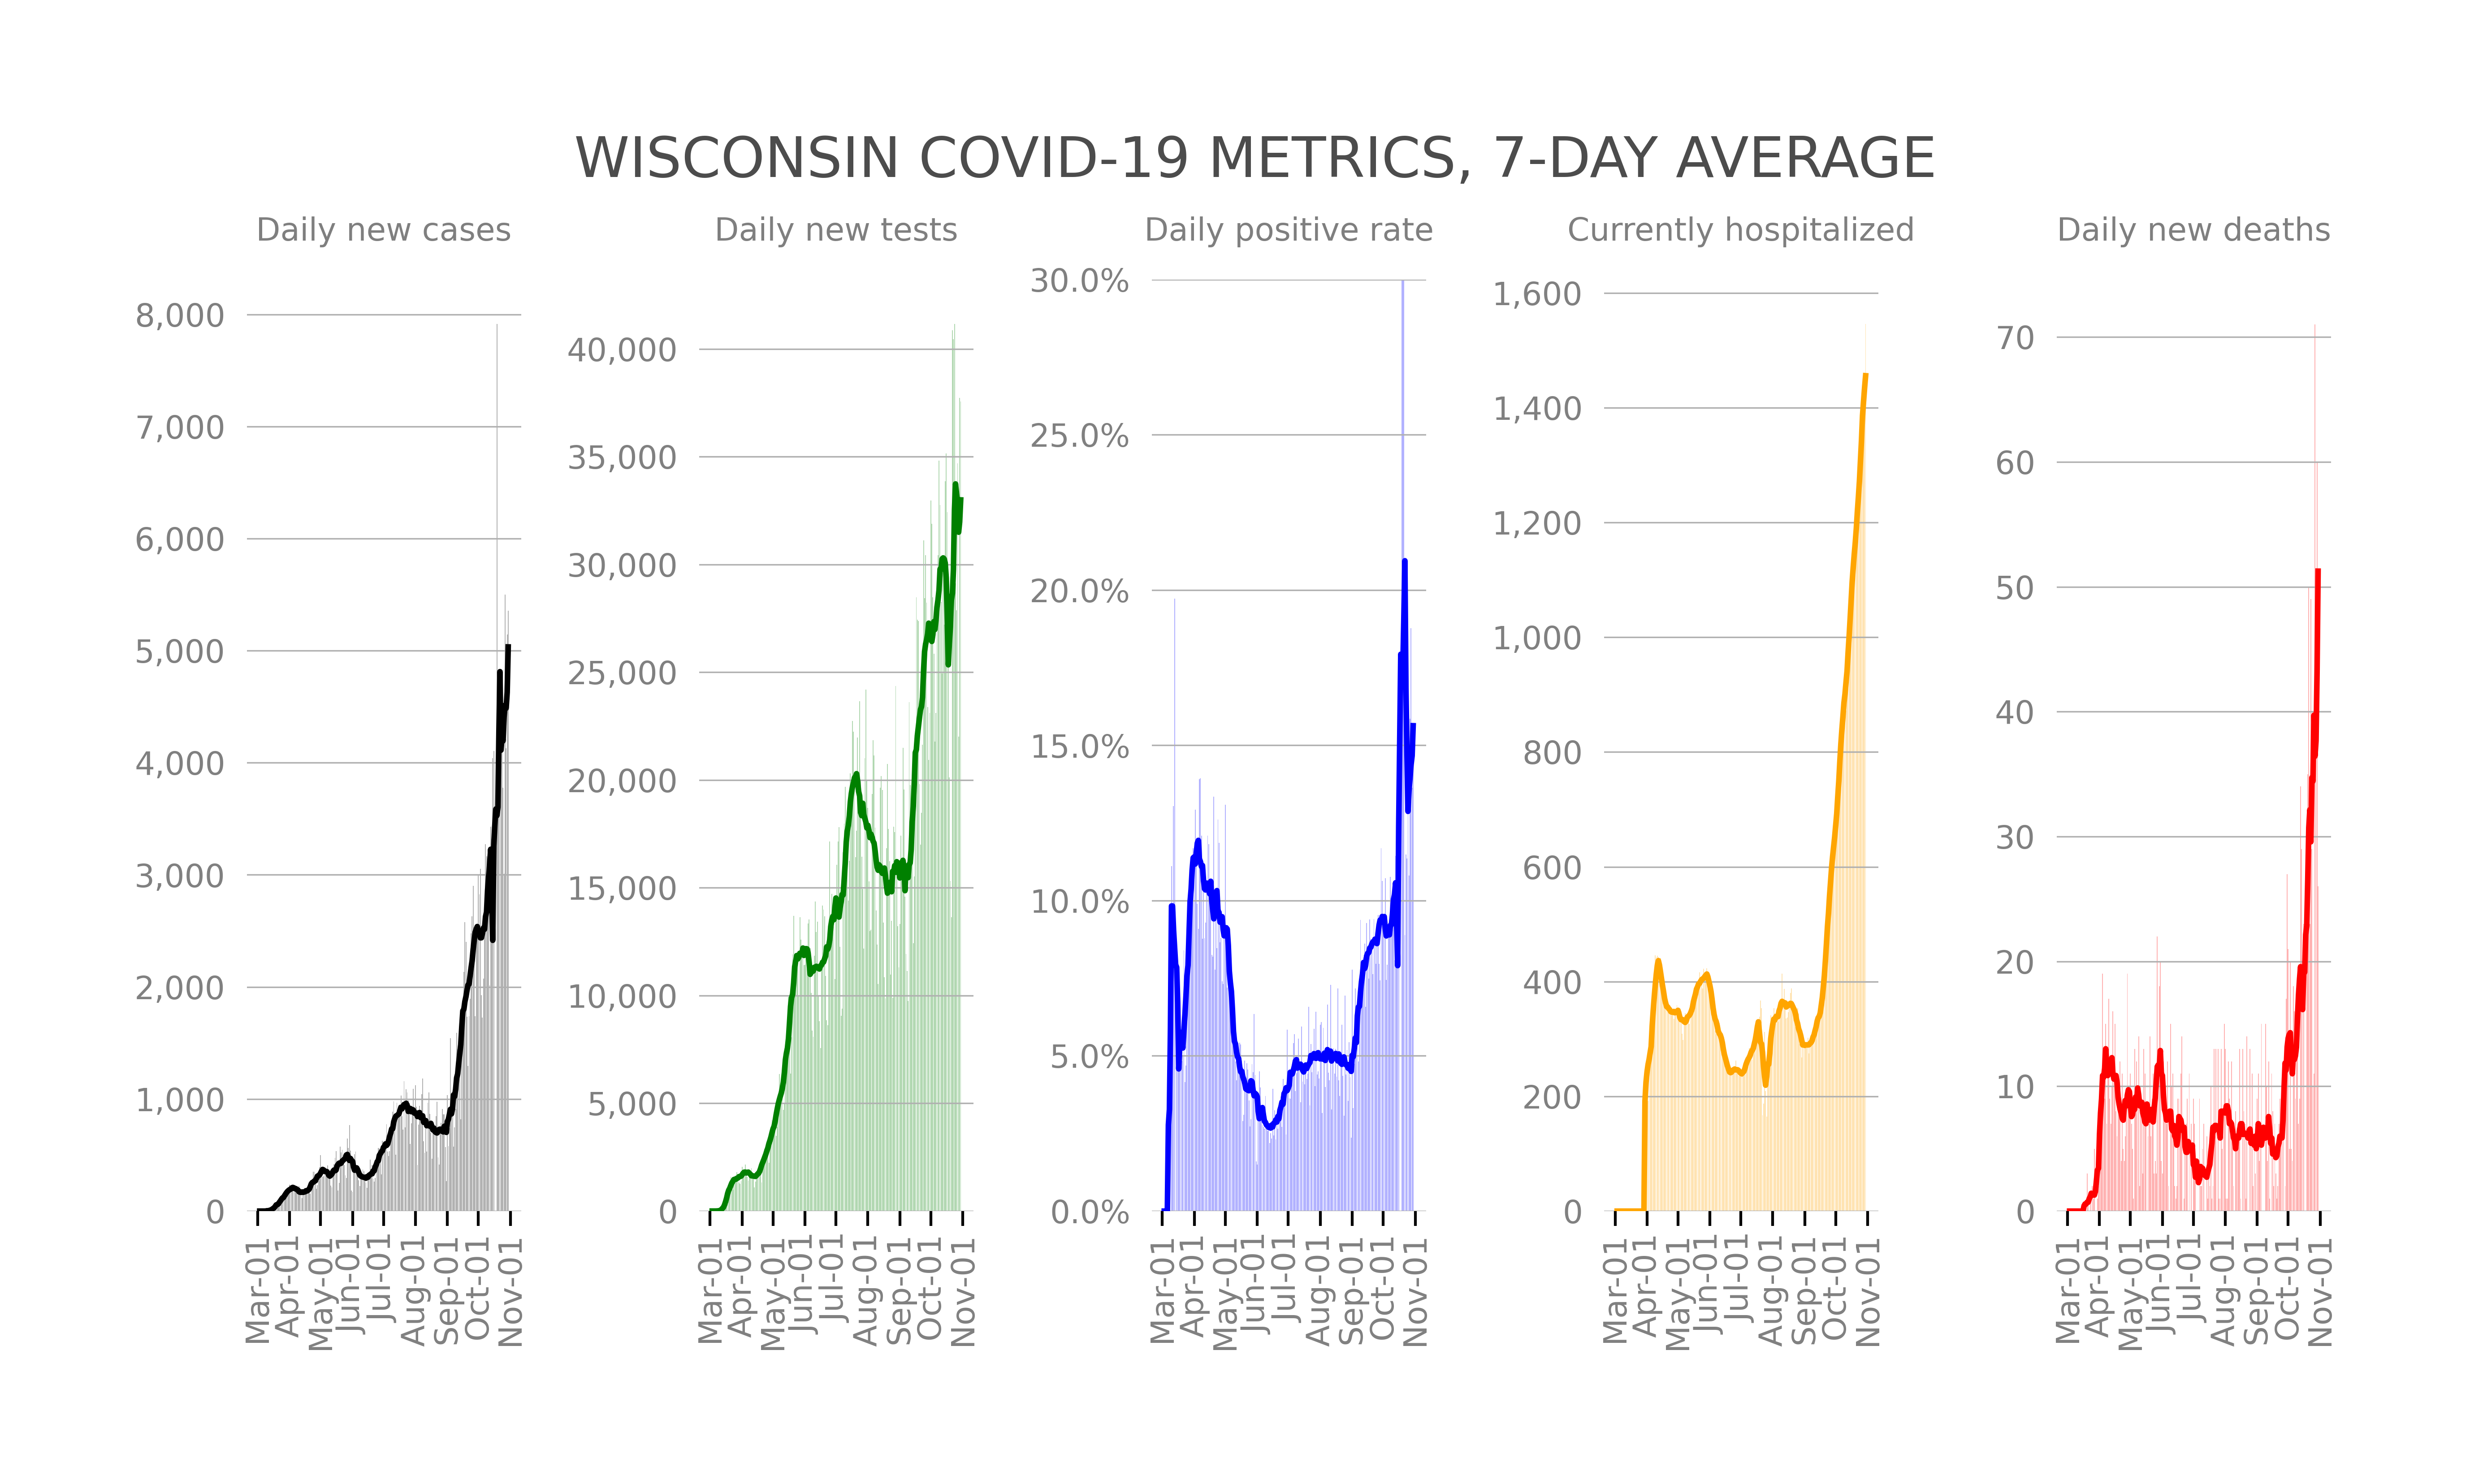 WISCONSIN COVID-19 METRICS, 7-DAY AVERAGE
Daily new cases
8,000
7,000
6,000
5,000
4,000
3,000
2,000
1,000
0
Mar-01
Apr-01
May-01
Jun-01
Jul-01
Aug-01
Sep-01
Oct-01
Nov-01
Daily new tests
40,000
35,000
30,000
25,000
20,000
15,000
10,000
5,000
0
Mar-01
Apr-01
May-01
Jun-01
Jul-01
Aug-01
Sep-01
Oct-01
Nov-01
Daily positive rate
30.0%
25.0%
20.0%
15.0%
10.0%
5.0%
0.0%
Mar-01
Apr-01
May-01
Jun-01
Jul-01
Aug-01
Sep-01
Oct-01
Nov-01
Currently hospitalized
1,600
1,400
1,200
1,000
800
600
400
200
0
Mar-01
Apr-01
May-01
Jun-01
Jul-01
Aug-01
Sep-01
Oct-01
Nov-01
Daily new deaths
70
60
50
40
30
20
10
0
Mar-01
Apr-01
May-01
Jun-01
Jul-01
Aug-01
Sep-01
Oct-01
Nov-01